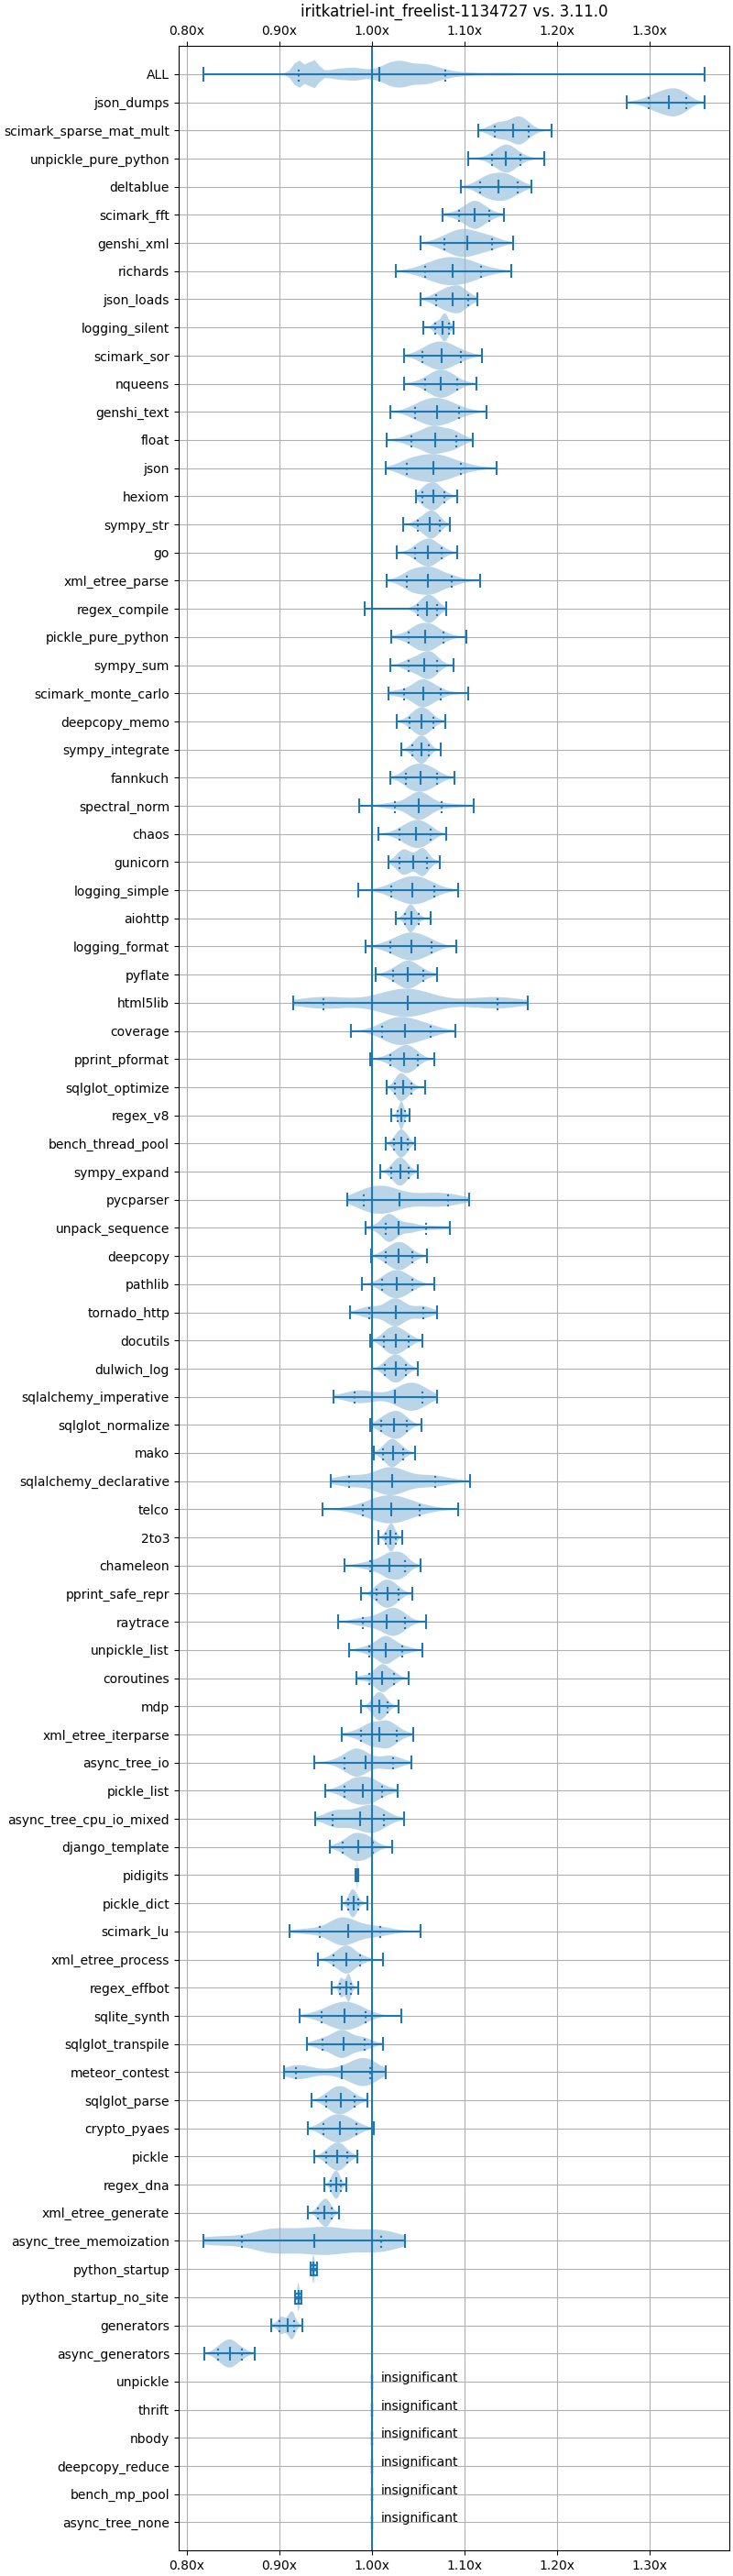 iritkatriel-int_freelist-1134727 vs. 3.11.0
0.80x 0.90x 1.00x 1.10x 1.20x 1.30x
ALL
json_dumps
scimark_sparse_mat_mult
unpickle_pure_python
deltablue
scimark_fft
genshi_xml
richards
json_loads
logging_silent
scimark_sor
nqueens
genshi_text
float
json
hexiom
sympy_str
go
xml_etree_parse
regex_compile
pickle_pure_python
sympy_sum
scimark_monte_carlo
deepcopy_memo
sympy_integrate
fannkuch
spectral_norm
chaos
gunicorn
logging_simple
aiohttp
logging_format
pyflate
html5lib
coverage
pprint_pformat
sqlglot_optimize
regex_v8
bench_thread_pool
sympy_expand
pycparser
unpack_sequence
deepcopy
pathlib
tornado_http
docutils
dulwich_log
sqlalchemy_imperative
sqlglot_normalize
mako
sqlalchemy_declarative
telco
2to3
chameleon
pprint_safe_repr
raytrace
unpickle_list
coroutines
mdp
xml_etree_iterparse
async_tree_io
pickle_list
async_tree_cpu_io_mixed
django_template
pidigits
pickle_dict
scimark_lu
xml_etree_process
regex_effbot
sqlite_synth
sqlglot_transpile
meteor_contest
sqlglot_parse
crypto_pyaes
pickle
regex_dna
xml_etree_generate
async_tree_memoization
python_startup
python_startup_no_site
generators
async_generators
unpickle insignificant
thrift insignificant
nbody insignificant
deepcopy_reduce insignificant
bench_mp_pool insignificant
async_tree_none insignificant
0.80x 0.90x 1.00x 1.10x 1.20x 1.30x